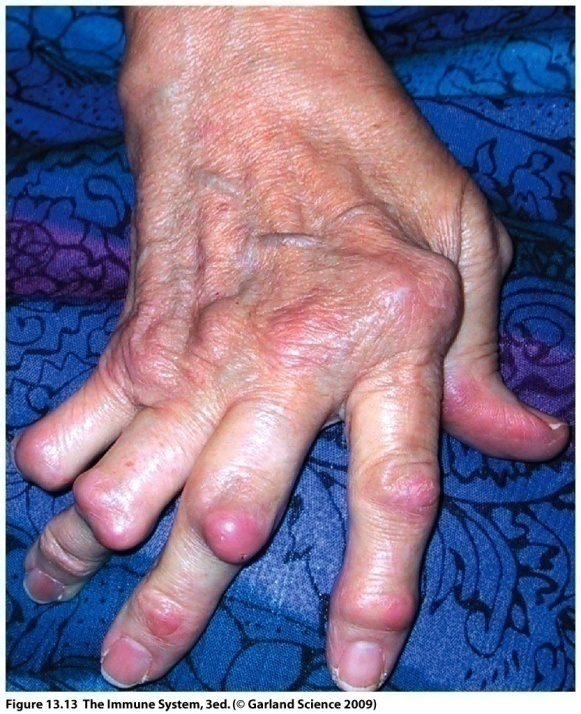 Figure 13.13 The Immune System, 3ed. (© Garland Science 2009)